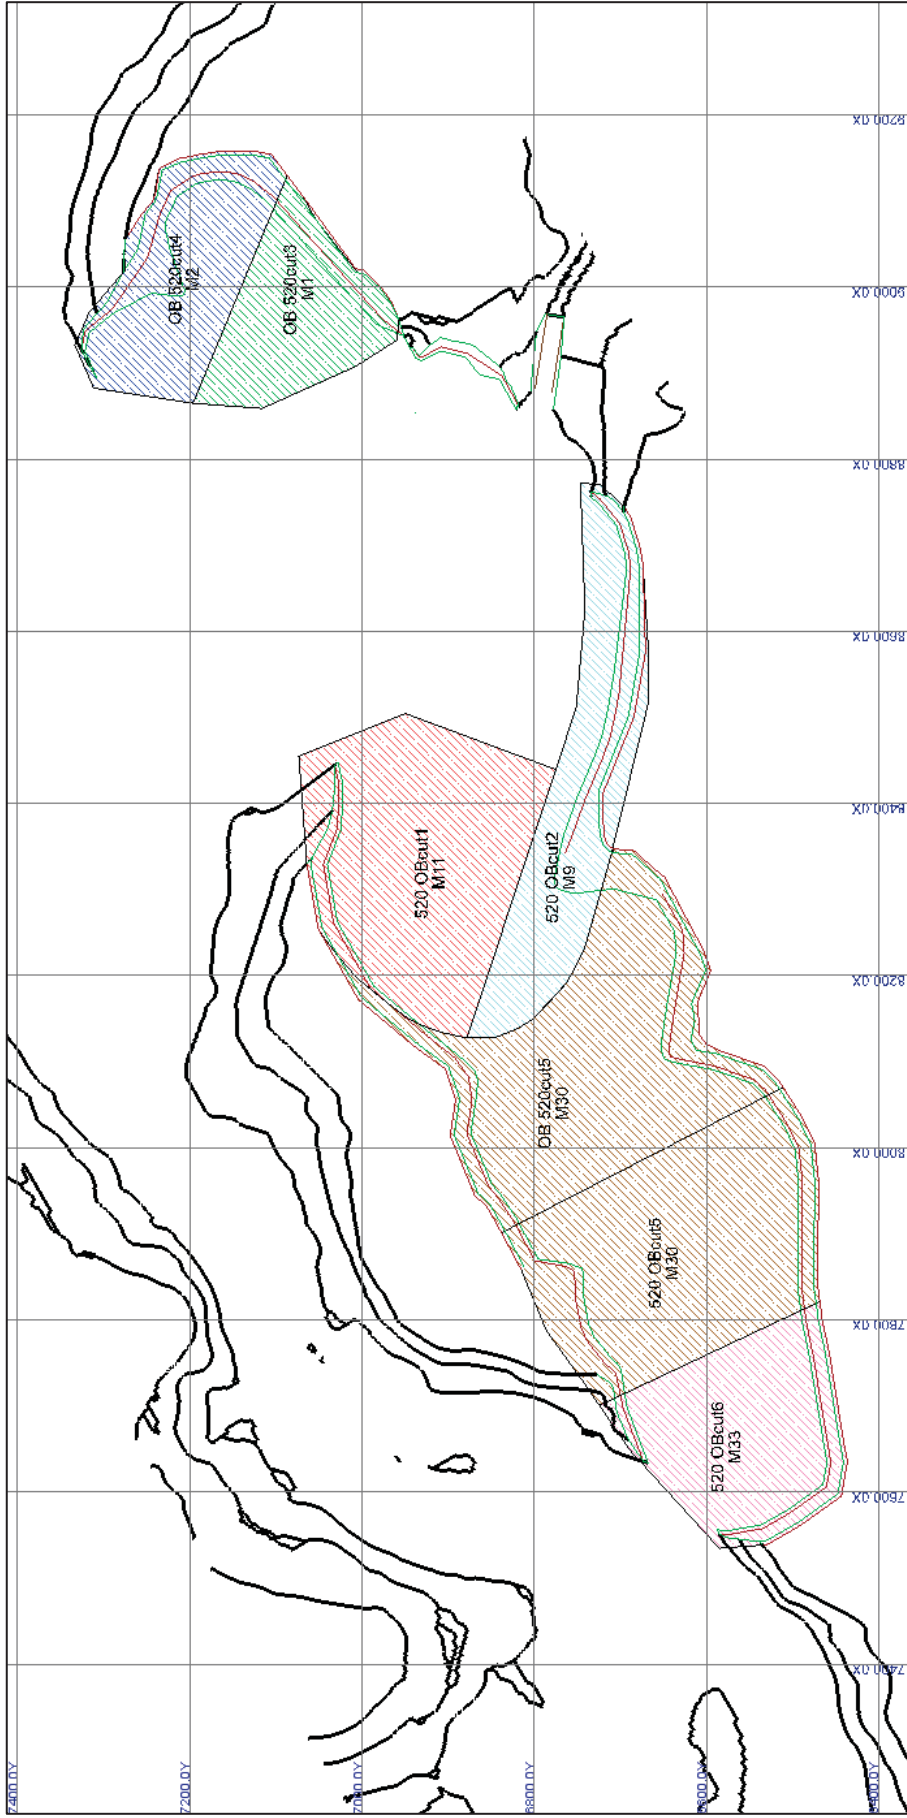 OB 520cut4
M2
OB 520cut3
M1
520 OBcut1
M11
520 OBcut2
M9
OB 520cut5
M30
520 OBcut5
M30
520 OBcut6
M33
7400.0Y
7200.0Y
7000.0Y
6800.0Y
6600.0Y
6400.0Y
9200.0X
9000.0X
8800.0X
8600.0X
8400.0X
8200.0X
8000.0X
7800.0X
7600.0X
7400.0X